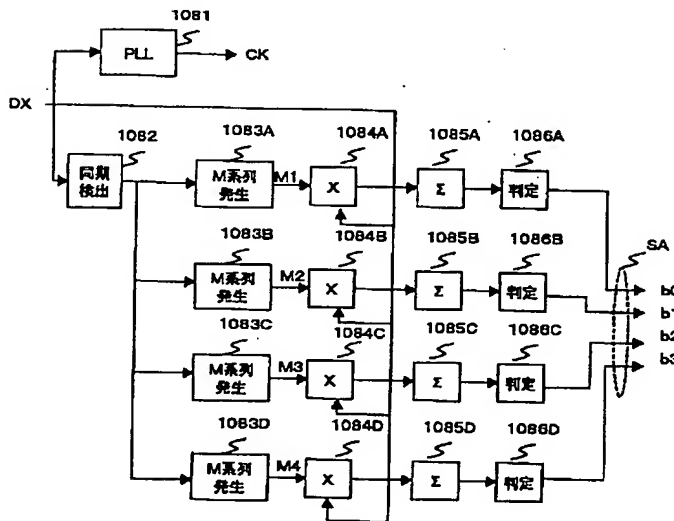 1081
PLL
CK
DX
1082
同期
検出
1083A
M系列
発生
M1
1084A
X
1085A
Σ
1086A
判定
1083B
M系列
発生
M2
1084B
X
1085B
Σ
1086B
判定
SA
b0
b1
b2
b3
1083C
M系列
発生
M3
1084C
X
1085C
Σ
1086C
判定
1083D
M系列
発生
M4
1084D
X
1085D
Σ
1086D
判定